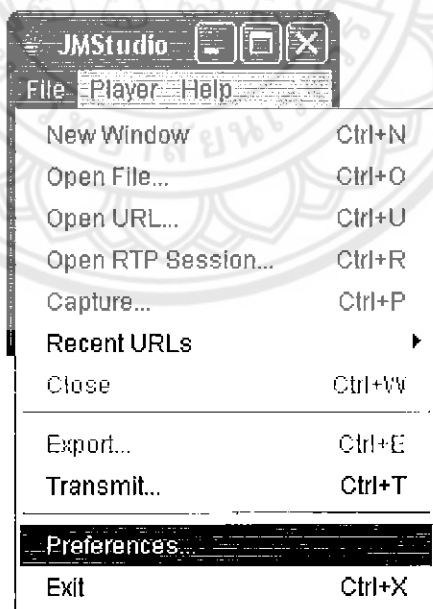 JMStudio
File Player Help
New Window Ctrl+N
Open File... Ctrl+O
Open URL... Ctrl+U
Open RTP Session... Ctrl+R
Capture... Ctrl+P
Recent URLs
Close Ctrl+W
Export... Ctrl+E
Transmit... Ctrl+T
Preferences...
Exit Ctrl+X